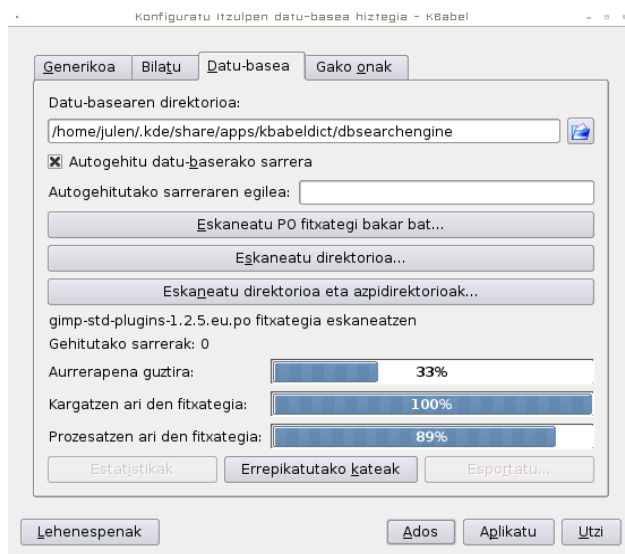 Konfiguratu Itzulpen datu-basea hiztegia - KBabel
Generikoa Bilatu Datu-basea Gako onak
Datu-basearen direktorioa:
/home/julen/.kde/share/apps/kbabeldict/dbsearchengine
Autogehitu datu-baserako sarrera
Autogehitutako sarreraren egilea:
Eskaneatu PO fitxategi bakar bat...
Eskaneatu direktorioa...
Eskaneatu direktorioa eta azpidirektorioak...
gimp-std-plugins-1.2.5.eu.po fitxategia eskaneatzen
Gehitutako sarrerak: 0
Aurrerapena guztira: 33%
Kargatzen ari den fitxategia: 100%
Prozesatzen ari den fitxategia: 89%
Estatistikak Errepikatutako kateak Esportatu...
Lehenespenak Ados Aplikatu Utzi